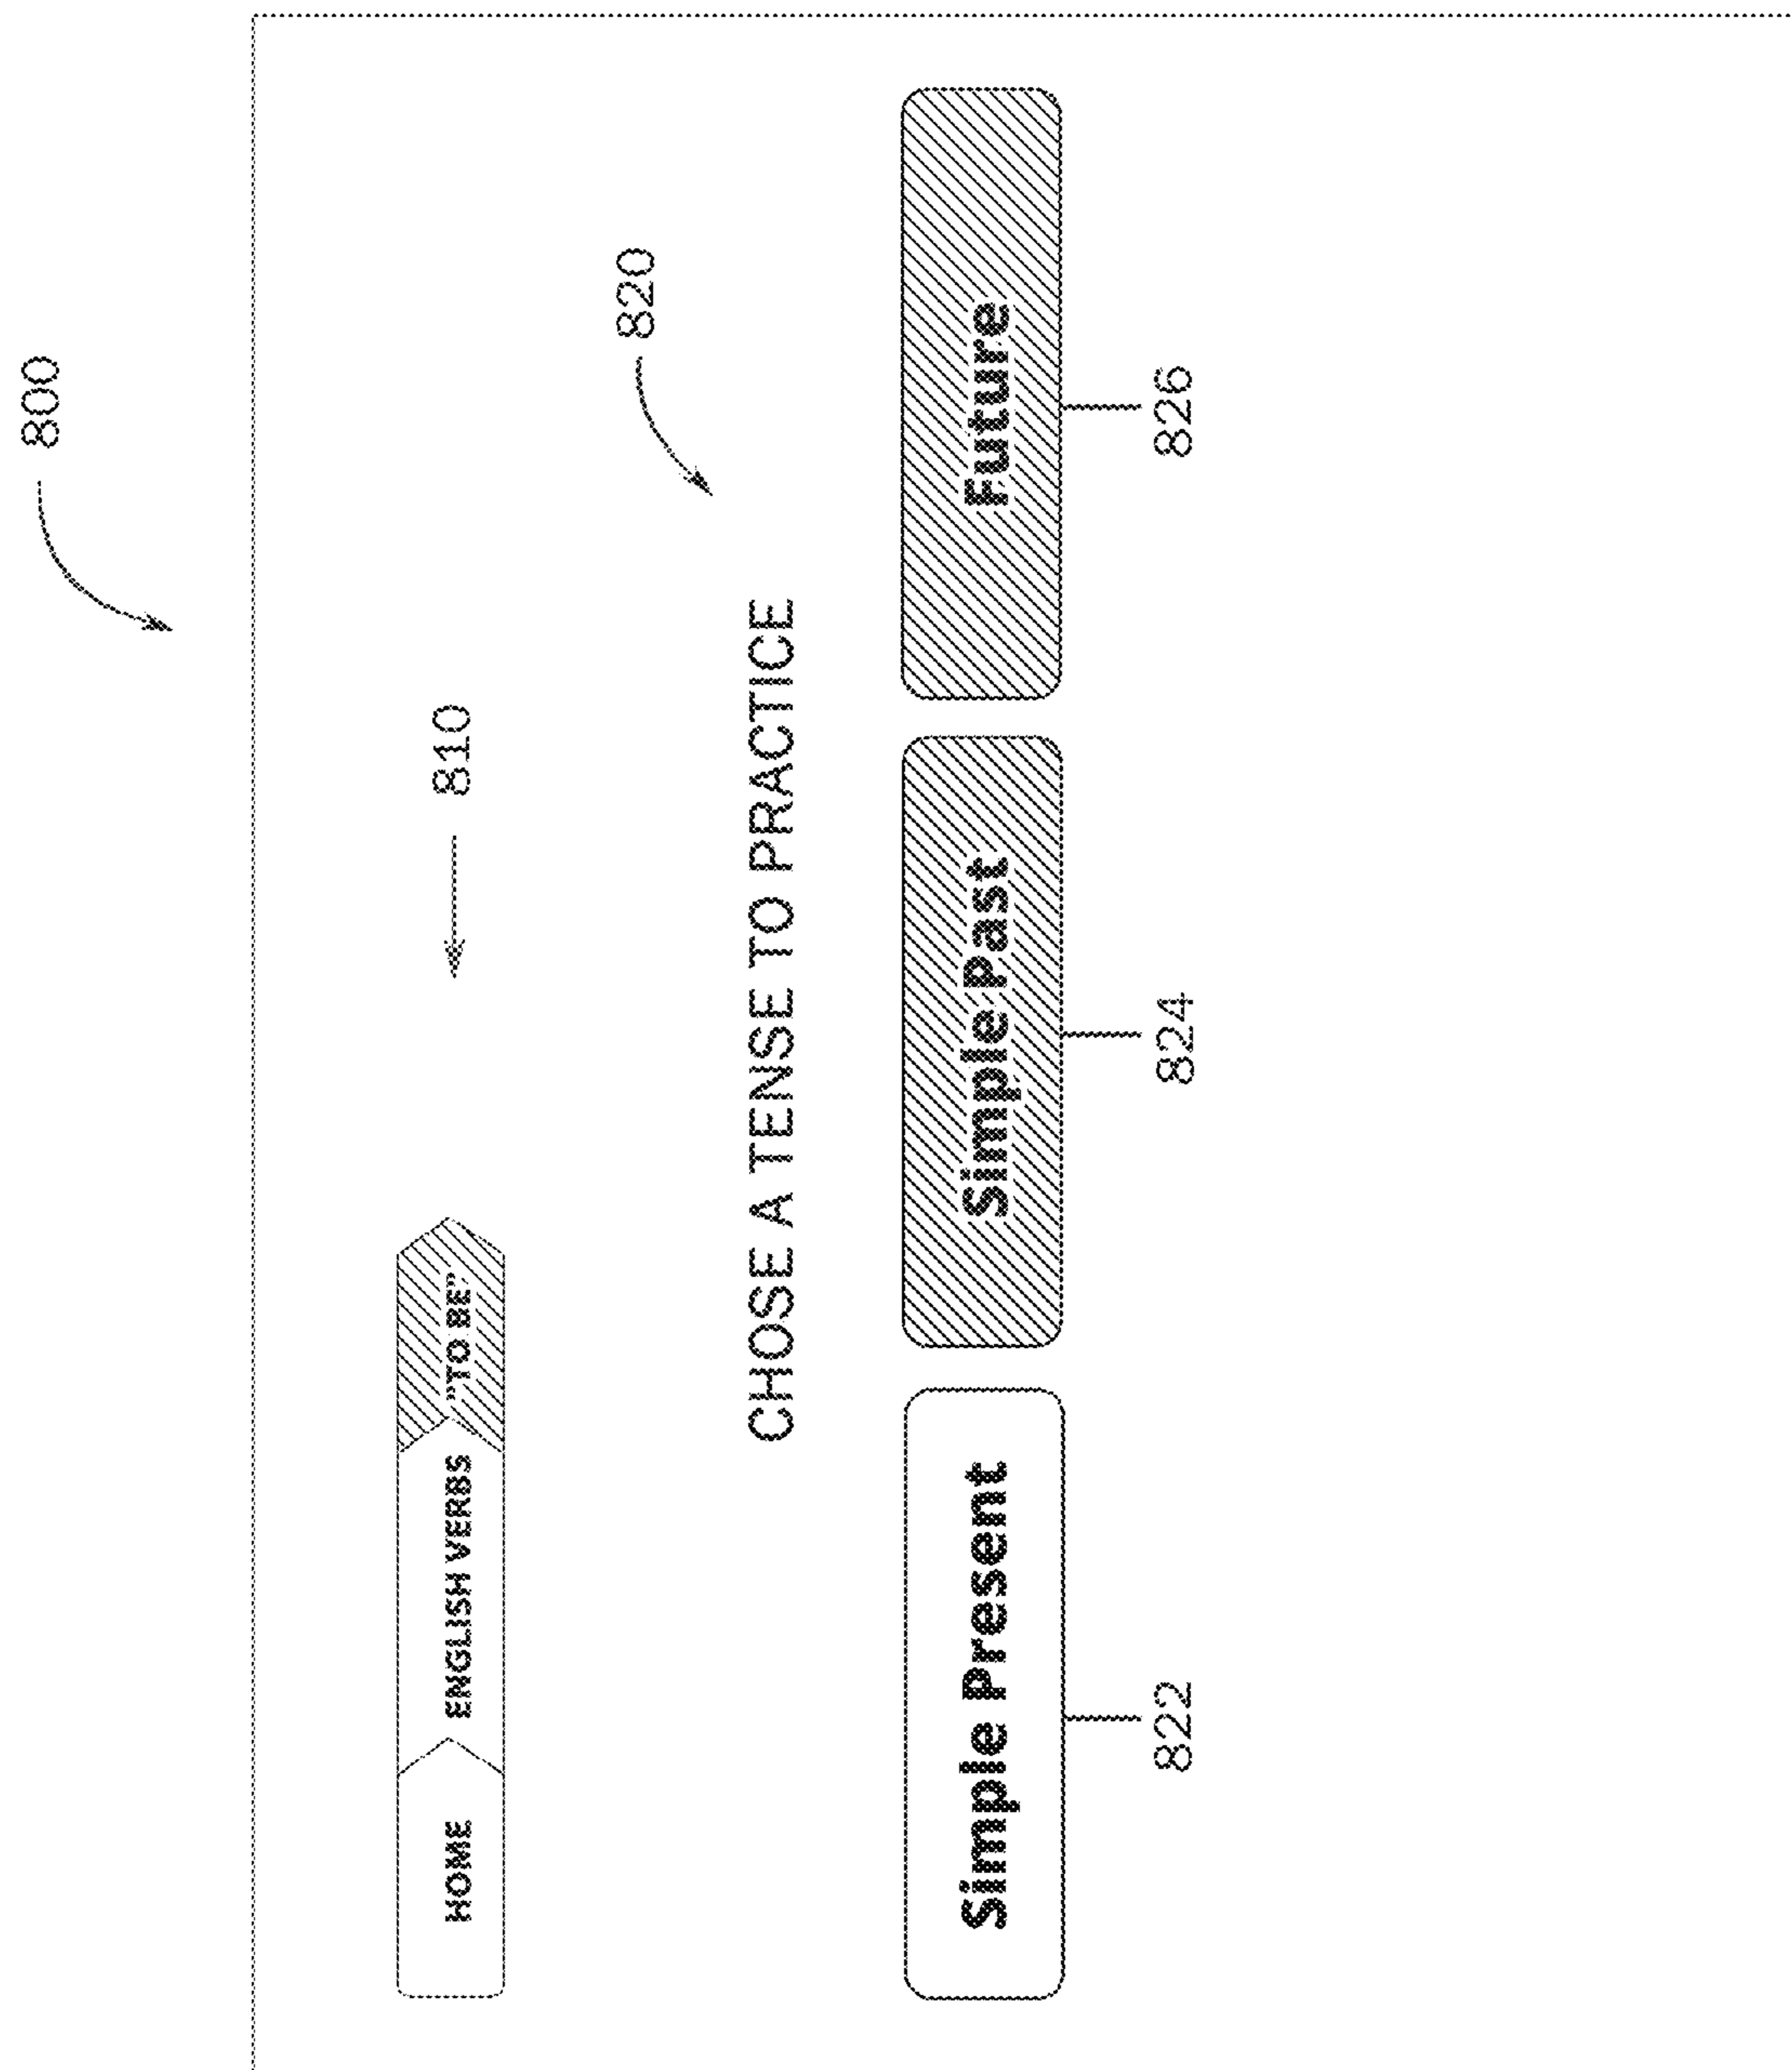 800
HOME ENGLISH VERBS "TO BE" 810
820
CHOSE A TENSE TO PRACTICE
Simple Present Simple Past Future
822 824 826